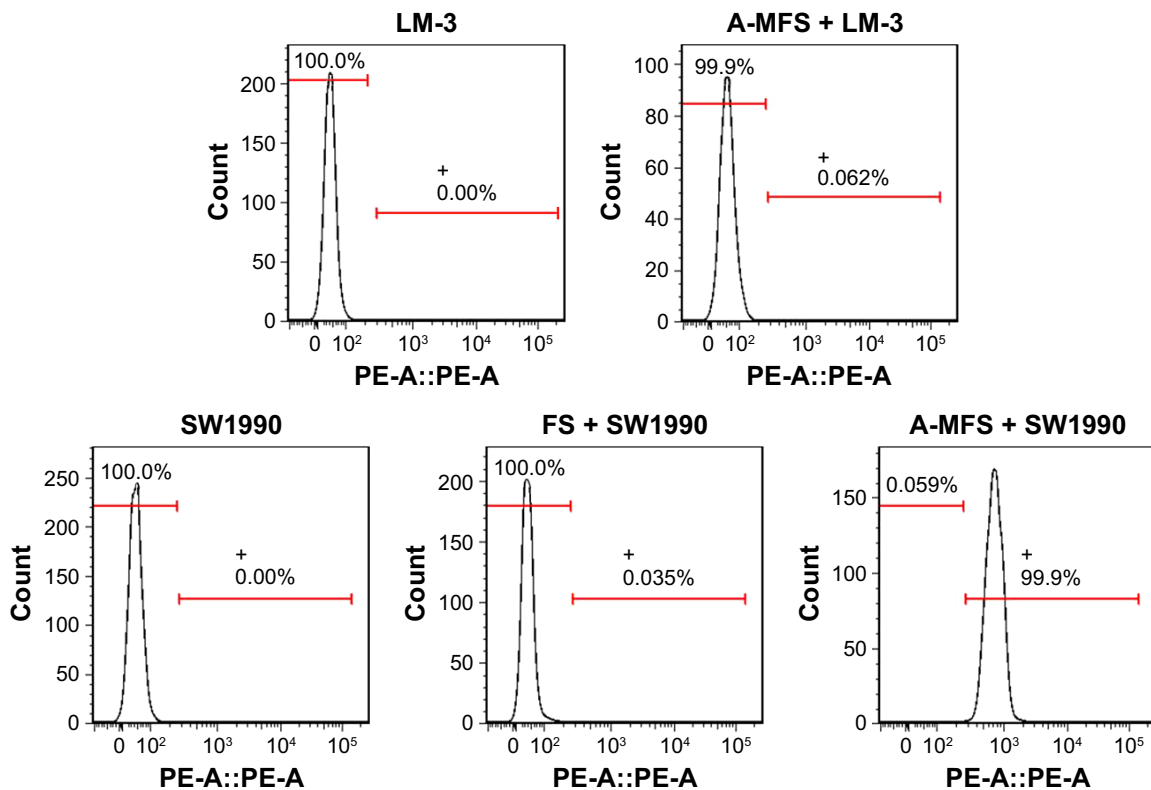 LM-3
100.0%
+
0.00%
200
150
100
50
0
Count
0 10² 10³ 10⁴ 10⁵
PE-A::PE-A
A-MFS + LM-3
99.9%
+
0.062%
100
80
60
40
20
0
Count
0 10² 10³ 10⁴ 10⁵
PE-A::PE-A
SW1990
100.0%
+
0.00%
250
200
150
100
50
0
Count
0 10² 10³ 10⁴ 10⁵
PE-A::PE-A
FS + SW1990
100.0%
+
0.035%
200
150
100
50
0
Count
0 10² 10³ 10⁴ 10⁵
PE-A::PE-A
A-MFS + SW1990
0.059%
+
99.9%
150
100
50
0
Count
0 10² 10³ 10⁴ 10⁵
PE-A::PE-A